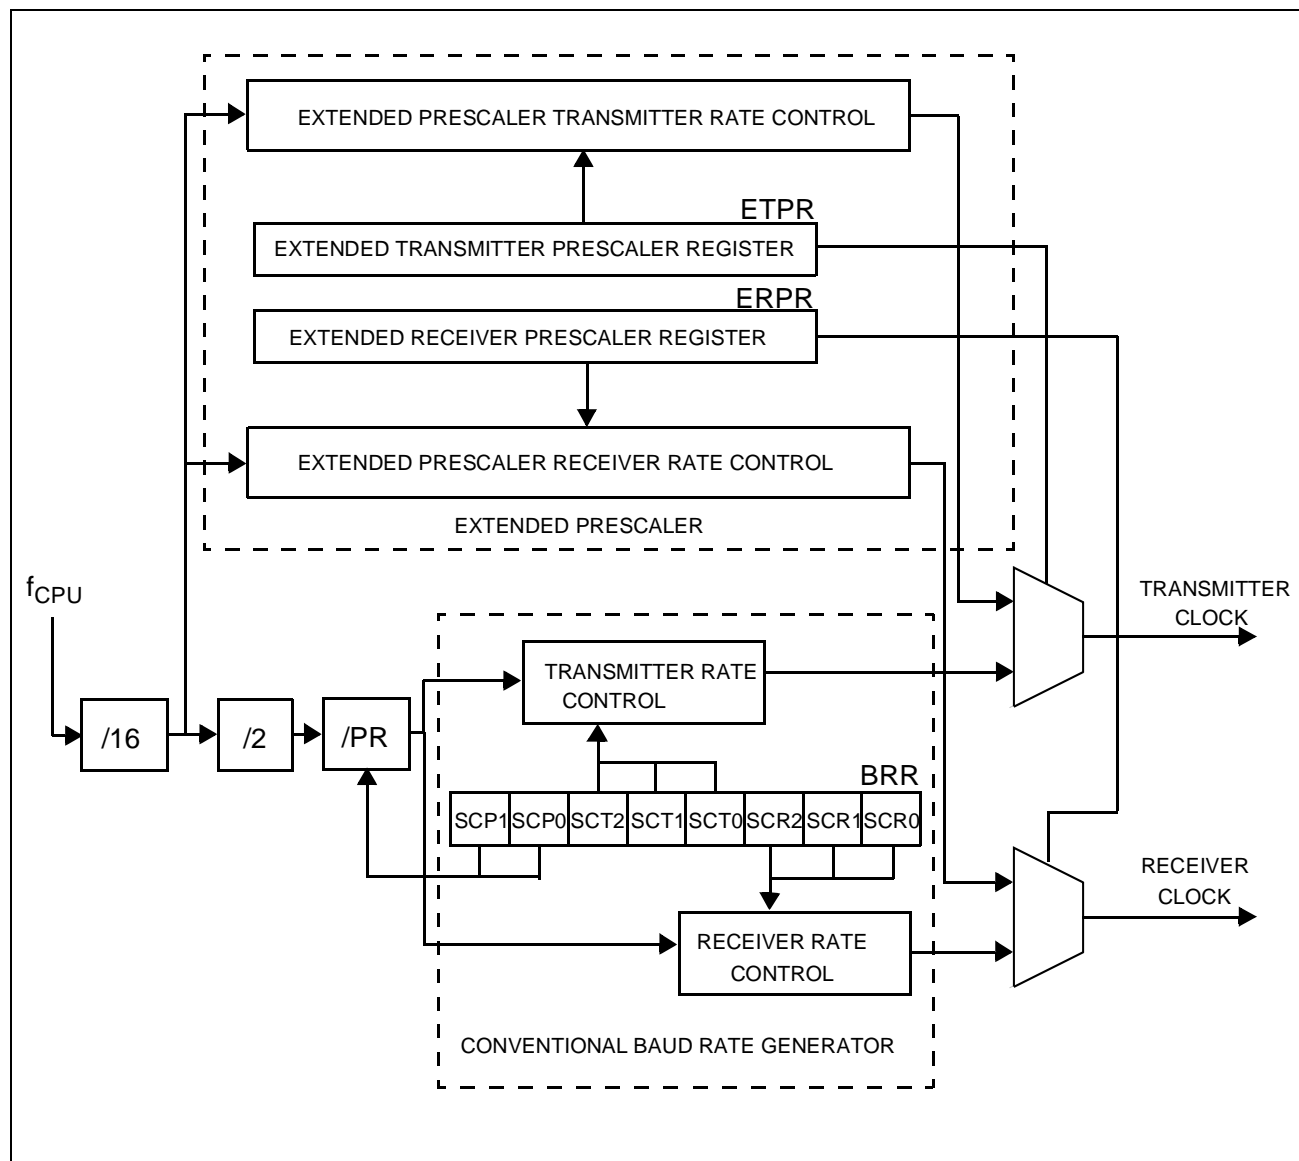 EXTENDED PRESCALER TRANSMITTER RATE CONTROL
ETPR
EXTENDED TRANSMITTER PRESCALER REGISTER
ERPR
EXTENDED RECEIVER PRESCALER REGISTER
EXTENDED PRESCALER RECEIVER RATE CONTROL
EXTENDED PRESCALER
fCPU
TRANSMITTER
CLOCK
TRANSMITTER RATE
CONTROL
/16
/2
/PR
BRR
SCP1 SCP0 SCT2 SCT1 SCT0 SCR2 SCR1 SCR0
RECEIVER
CLOCK
RECEIVER RATE
CONTROL
CONVENTIONAL BAUD RATE GENERATOR